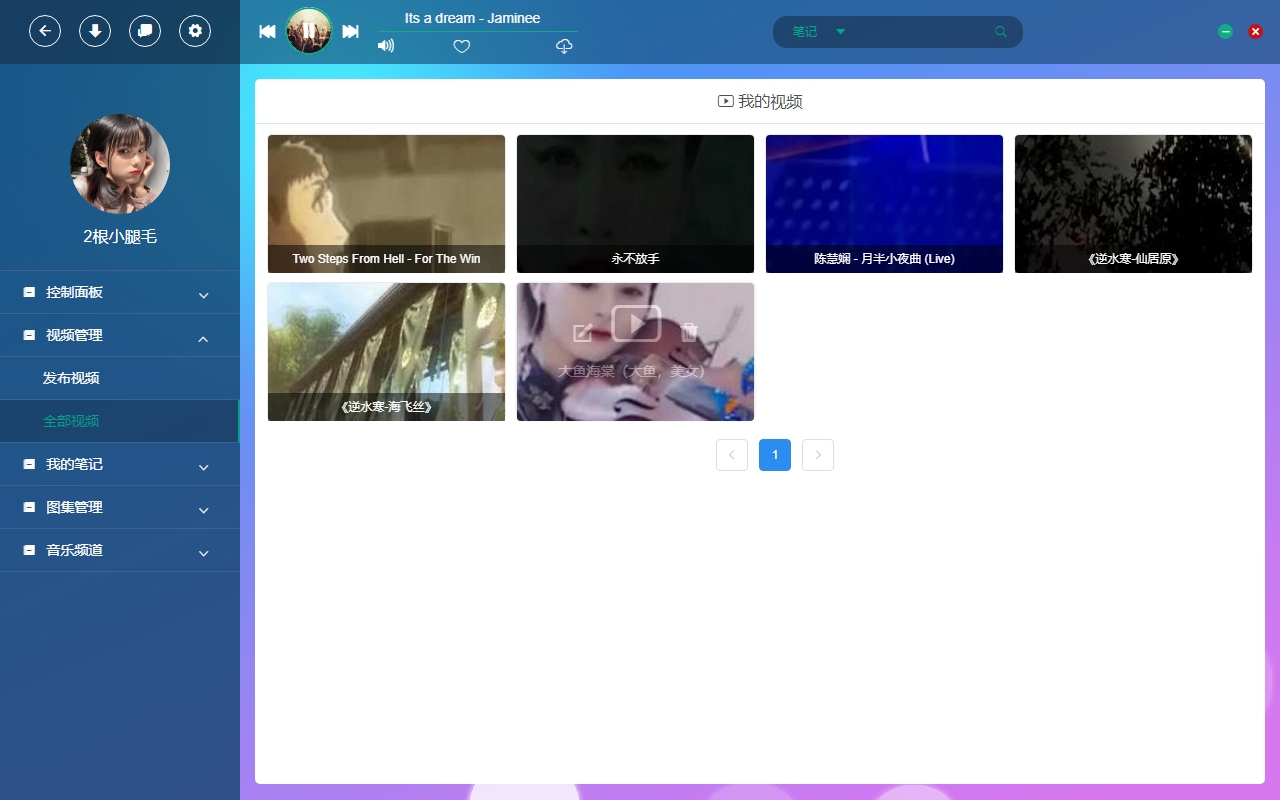 Its a dream - Jaminee
笔记
2根小腿毛
控制面板
视频管理
发布视频
全部视频
我的笔记
图集管理
音乐频道
我的视频
Two Steps From Hell - For The Win
永不放手
陈慧娴 - 月半小夜曲 (Live)
《逆水寒-仙居原》
《逆水寒-海飞丝》
大鱼海棠（大鱼，美女）
1